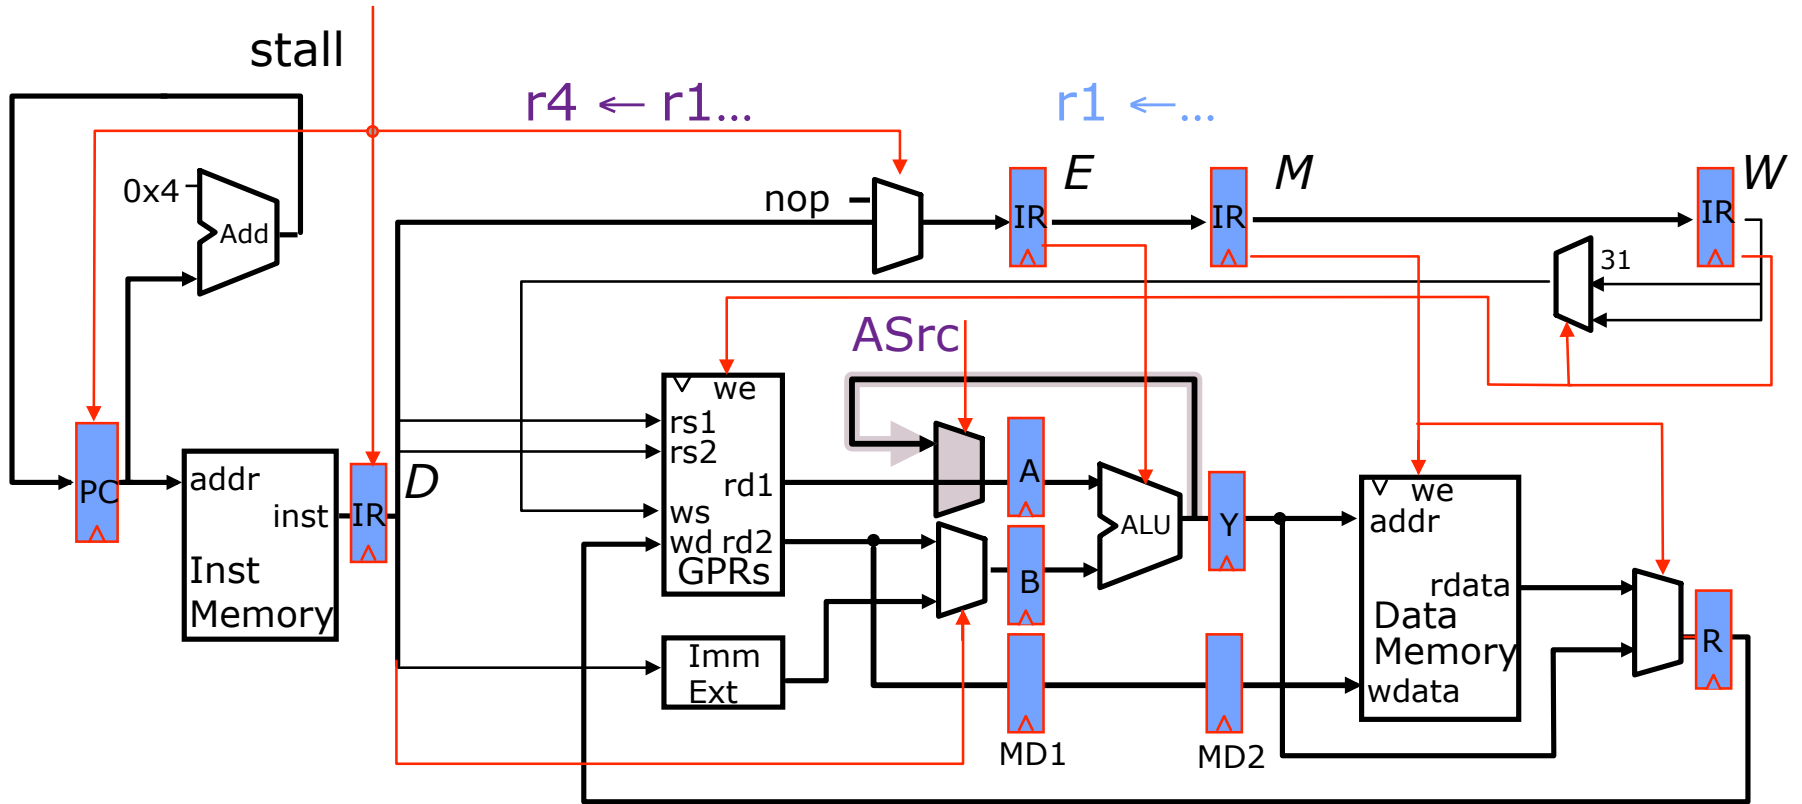 stall
r4 ← r1...
r1 ← ...
E
M
W
0x4
nop
Add
IR
IR
IR
31
ASrc
we
rs1
rs2
rd1
ws
wd rd2
GPRs
PC
addr
inst
Inst
Memory
IR
D
A
B
ALU
Y
we
addr
rdata
Data
Memory
wdata
R
Imm
Ext
MD1
MD2